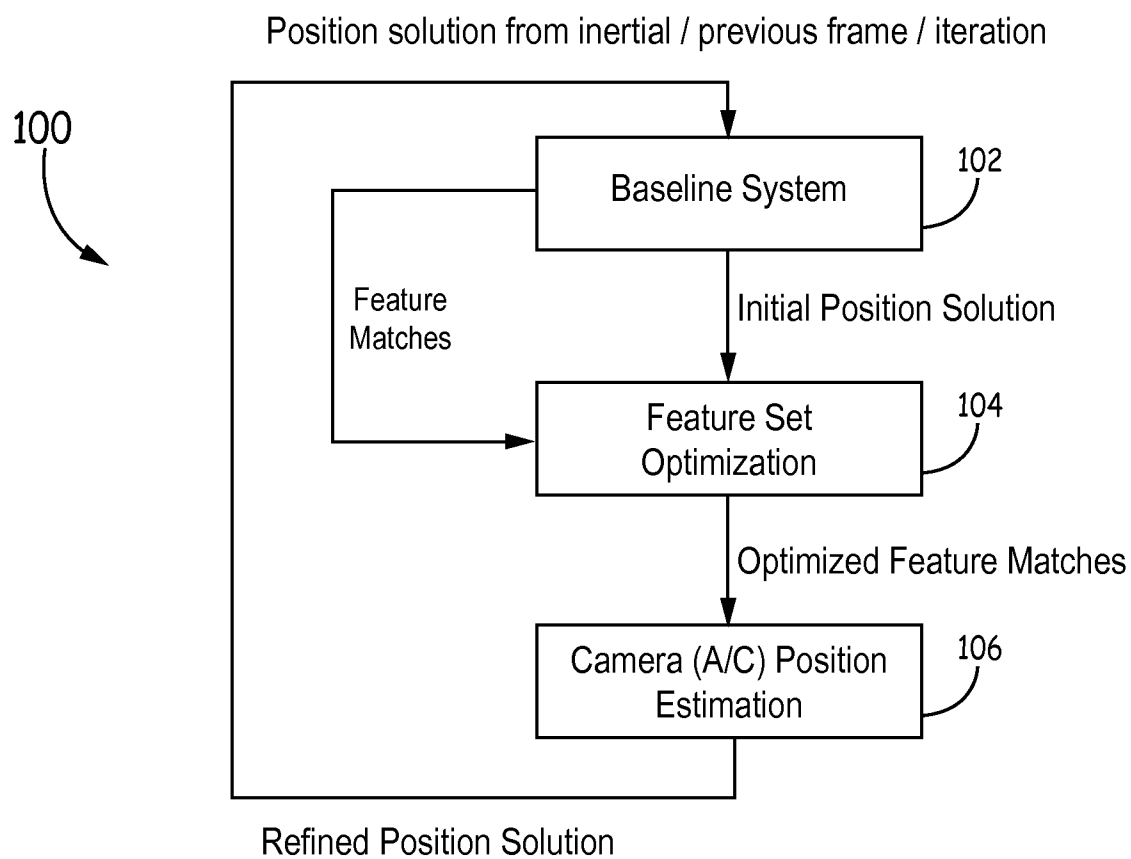 Position solution from inertial / previous frame / iteration
100
102
Baseline System
Feature
Matches
Initial Position Solution
104
Feature Set
Optimization
Optimized Feature Matches
106
Camera (A/C) Position
Estimation
Refined Position Solution